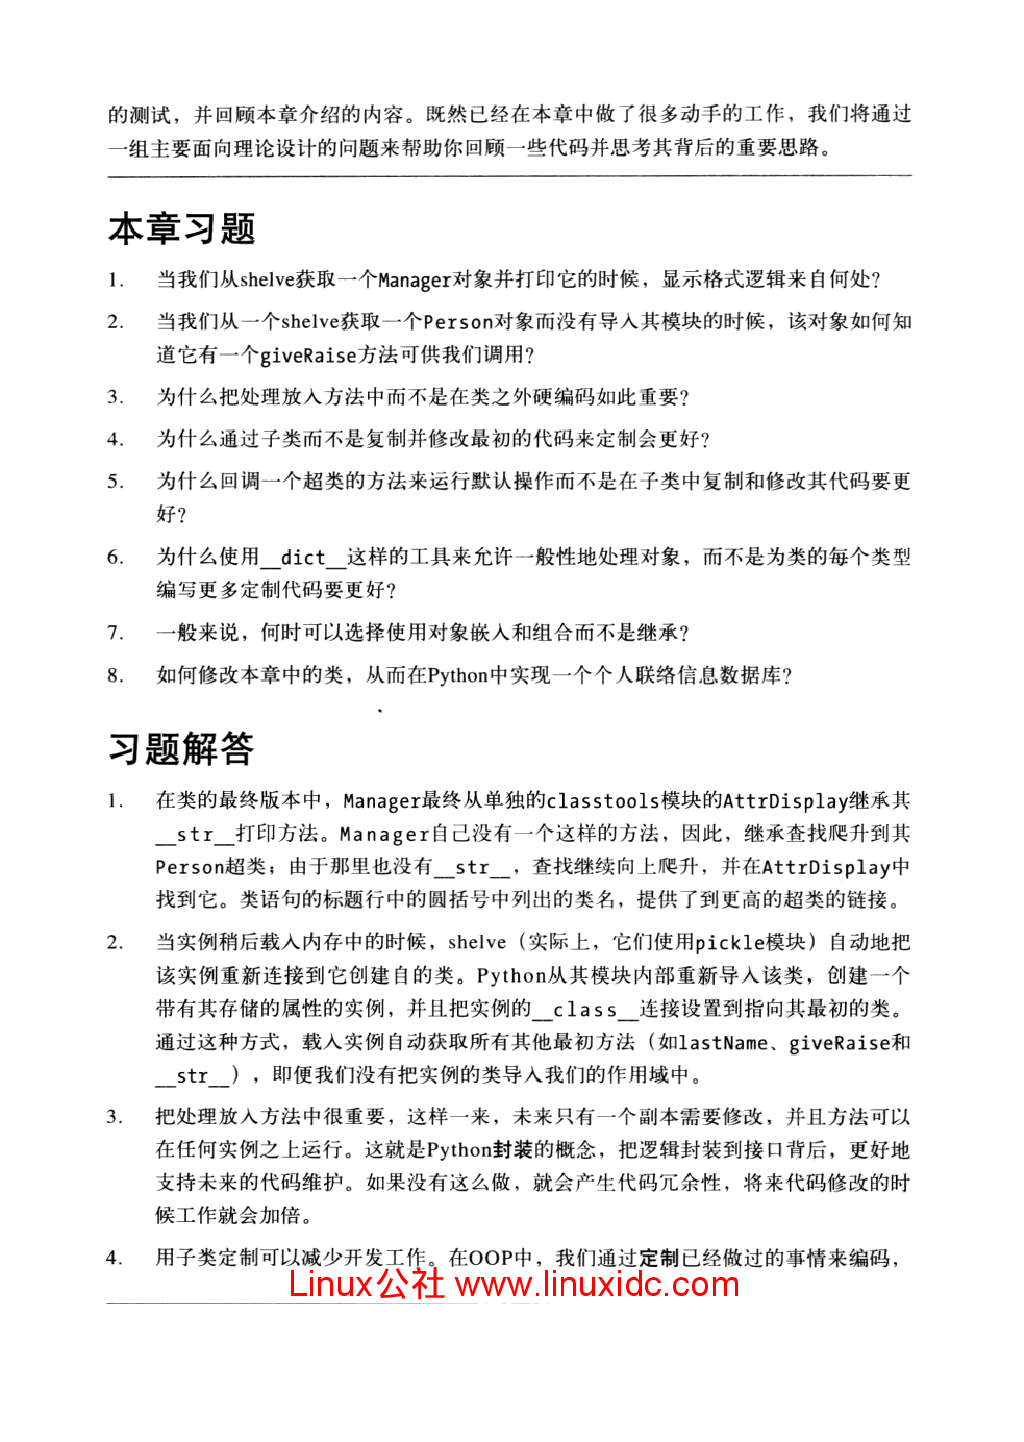 的测试，并回顾本章介绍的内容。既然已经在本章中做了很多动手的工作，我们将通过
一组主要面向理论设计的问题来帮助你回顾一些代码并思考其背后的重要思路。
本章习题
1. 当我们从shelve获取一个Manager对象并打印它的时候，显示格式逻辑来自何处？
2. 当我们从一个shelve获取一个Person对象而没有导入其模块的时候，该对象如何知
道它有一个giveRaise方法可供我们调用？
3. 为什么把处理放入方法中而不是在类之外硬编码如此重要？
4. 为什么通过子类而不是复制并修改最初的代码来定制会更好？
5. 为什么回调一个超类的方法来运行默认操作而不是在子类中复制和修改其代码要更
好？
6. 为什么使用__dict__这样的工具来允许一般性地处理对象，而不是为类的每个类型
编写更多定制代码要更好？
7. 一般来说，何时可以选择使用对象嵌入和组合而不是继承？
8. 如何修改本章中的类，从而在Python中实现一个个人联络信息数据库？
习题解答
1. 在类的最终版本中，Manager最终从单独的classtools模块的AttrDisplay继承其
__str__打印方法。Manager自己没有一个这样的方法，因此，继承查找爬升到其
Person超类；由于那里也没有__str__，查找继续向上爬升，并在AttrDisplay中
找到它。类语句的标题行中的圆括号中列出的类名，提供了到更高的超类的链接。
2. 当实例稍后载入内存中的时候，shelve（实际上，它们使用pickle模块）自动地把
该实例重新连接到它创建自的类。Python从其模块内部重新导入该类，创建一个
带有其存储的属性的实例，并且把实例的__class__连接设置到指向其最初的类。
通过这种方式，载入实例自动获取所有其他最初方法（如lastName、giveRaise和
__str__），即便我们没有把实例的类导入我们的作用域中。
3. 把处理放入方法中很重要，这样一来，未来只有一个副本需要修改，并且方法可以
在任何实例之上运行。这就是Python封装的概念，把逻辑封装到接口背后，更好地
支持未来的代码维护。如果没有这么做，就会产生代码冗余性，将来代码修改的时
候工作就会加倍。
4. 用子类定制可以减少开发工作。在OOP中，我们通过定制已经做过的事情来编码，
Linux公社 www.linuxidc.com